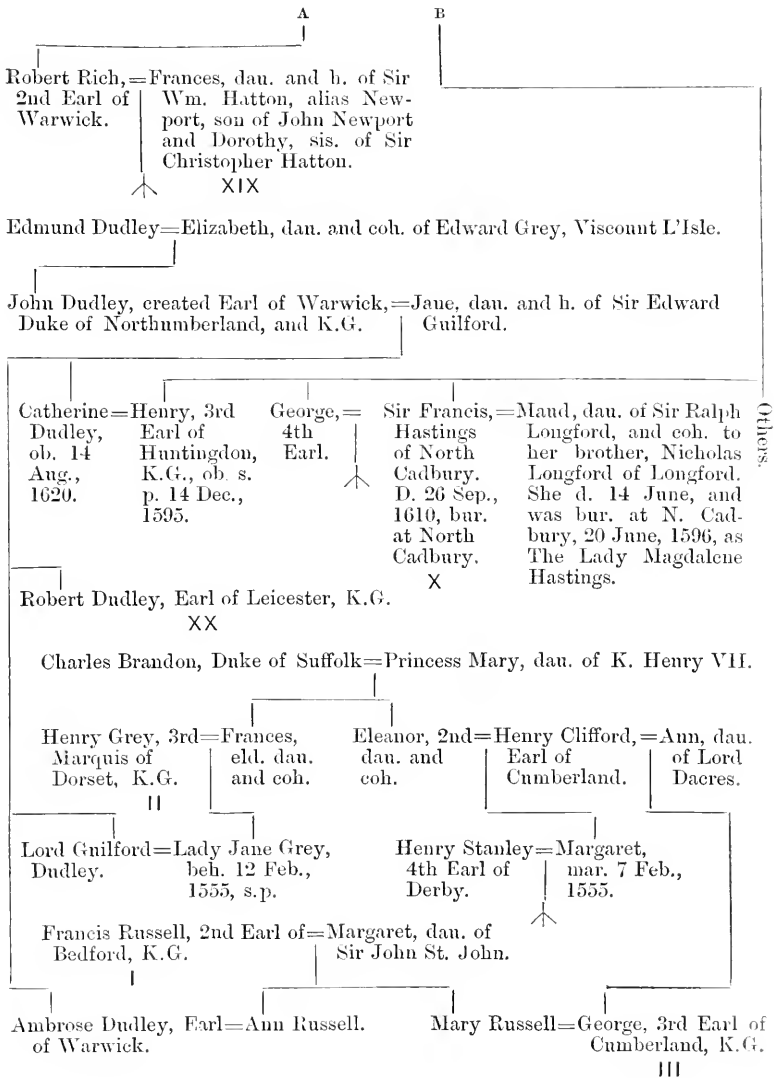 A
B
Robert Rich,=Frances, dau. and h. of Sir
2nd Earl of Wm. Hatton, alias New-
Warwick. port, son of John Newport
and Dorothy, sis. of Sir
Christopher Hatton.
XIX
Edmund Dudley=Elizabeth, dau. and coh. of Edward Grey, Viscount L'Isle.
John Dudley, created Earl of Warwick,=Jane, dau. and h. of Sir Edward
Duke of Northumberland, and K.G. Guilford.
Catherine=Henry, 3rd
Dudley, Earl of
ob. 14 Huntingdon,
Aug., K.G., ob. s.
1620. p. 14 Dec.,
1595.
George,=
4th
Earl.
Sir Francis,=Maud, dau. of Sir Ralph
Hastings Longford, and coh. to
of North her brother, Nicholas
Cadbury. Longford of Longford.
D. 26 Sep., She d. 14 June, and
1610, bur. was bur. at N. Cad-
at North bury, 20 June, 1596, as
Cadbury. The Lady Magdalene
X Hastings.
Others.
Robert Dudley, Earl of Leicester, K.G.
XX
Charles Brandon, Duke of Suffolk=Princess Mary, dau. of K. Henry VII.
Henry Grey, 3rd=Frances,
Marquis of eld. dau.
Dorset, K.G. and coh.
II
Eleanor, 2nd=Henry Clifford,=Ann, dau.
dau. and Earl of of Lord
coh. Cumberland. Dacres.
Lord Guilford=Lady Jane Grey,
Dudley. beh. 12 Feb.,
1555, s.p.
Henry Stanley=Margaret,
4th Earl of mar. 7 Feb.,
Derby. 1555.
Francis Russell, 2nd Earl of=Margaret, dau. of
Bedford, K.G. Sir John St. John.
I
Ambrose Dudley, Earl=Ann Russell.
of Warwick.
Mary Russell=George, 3rd Earl of
Cumberland, K.G.
III